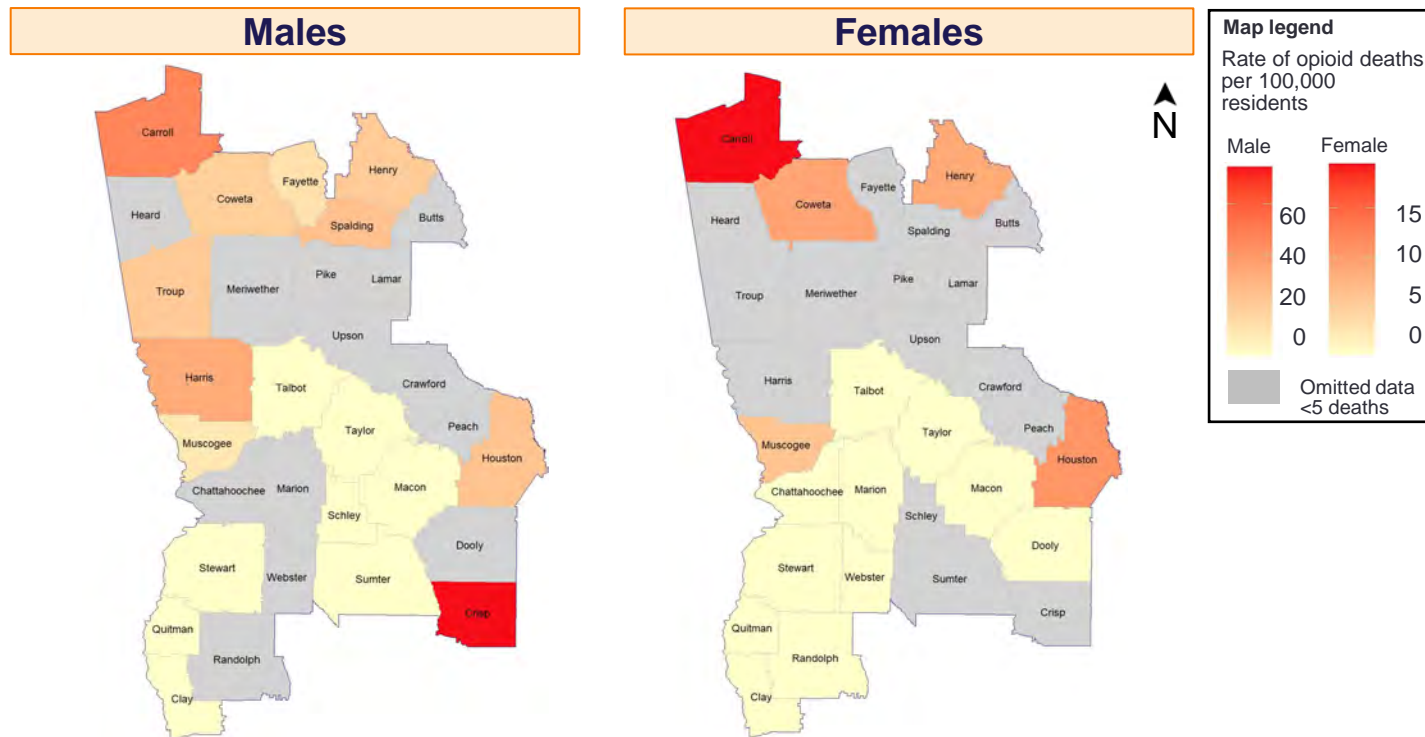 Males
Carroll
Heard
Coweta
Fayette
Henry
Spalding
Butts
Troup
Meriwether
Pike
Lamar
Upson
Harris
Talbot
Crawford
Muscogee
Taylor
Peach
Houston
Chattahoochee
Marion
Macon
Schley
Dooly
Stewart
Webster
Sumter
Crisp
Quitman
Randolph
Clay
Females
Carroll
Fayette
Henry
Coweta
Heard
Butts
Spalding
Pike
Lamar
Troup
Meriwether
Upson
Harris
Talbot
Crawford
Muscogee
Taylor
Peach
Houston
Chattahoochee
Marion
Macon
Schley
Dooly
Stewart
Webster
Sumter
Crisp
Quitman
Randolph
Clay
N
Map legend
Rate of opioid deaths
per 100,000
residents
Male Female
60 15
40 10
20 5
0 0
Omitted data
<5 deaths